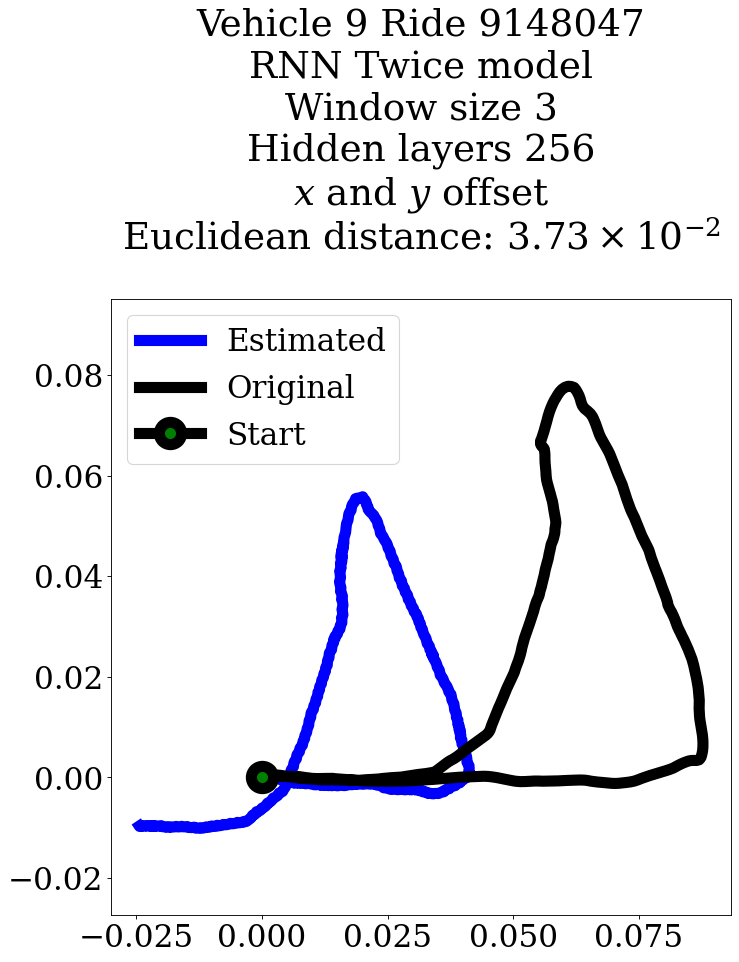 Vehicle 9 Ride 9148047
RNN Twice model
Window size 3
Hidden layers 256
x and y offset
Euclidean distance: 3.73 × 10⁻²
Estimated
Original
Start
0.08
0.06
0.04
0.02
0.00
−0.02
−0.025 0.000 0.025 0.050 0.075